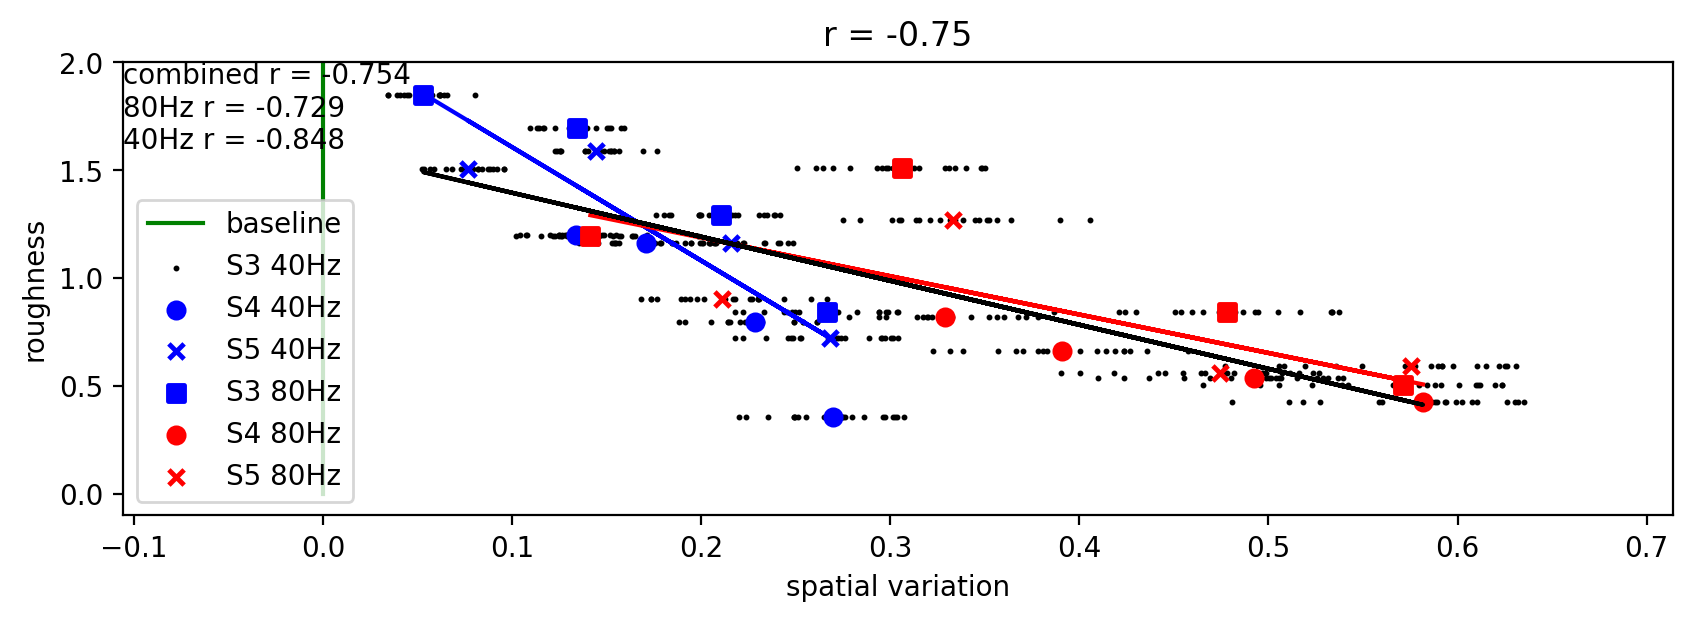 r = -0.75
combined r = -0.754
80Hz r = -0.729
40Hz r = -0.848
2.0
1.5
1.0
0.5
0.0
roughness
baseline
S3 40Hz
S4 40Hz
S5 40Hz
S3 80Hz
S4 80Hz
S5 80Hz
−0.1 0.0 0.1 0.2 0.3 0.4 0.5 0.6 0.7
spatial variation